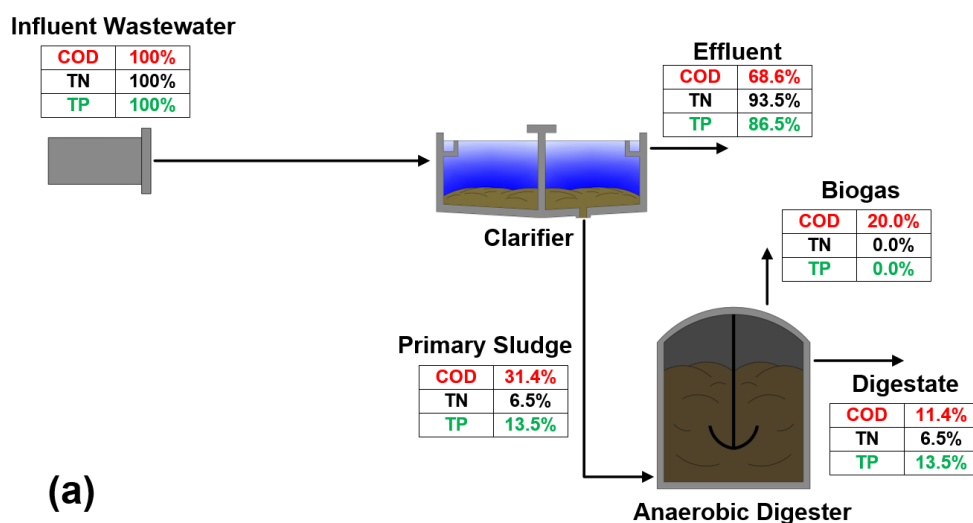 Influent Wastewater
COD 100%
TN 100%
TP 100%
Effluent
COD 68.6%
TN 93.5%
TP 86.5%
Clarifier
Biogas
COD 20.0%
TN 0.0%
TP 0.0%
Primary Sludge
COD 31.4%
TN 6.5%
TP 13.5%
Digestate
COD 11.4%
TN 6.5%
TP 13.5%
Anaerobic Digester
(a)